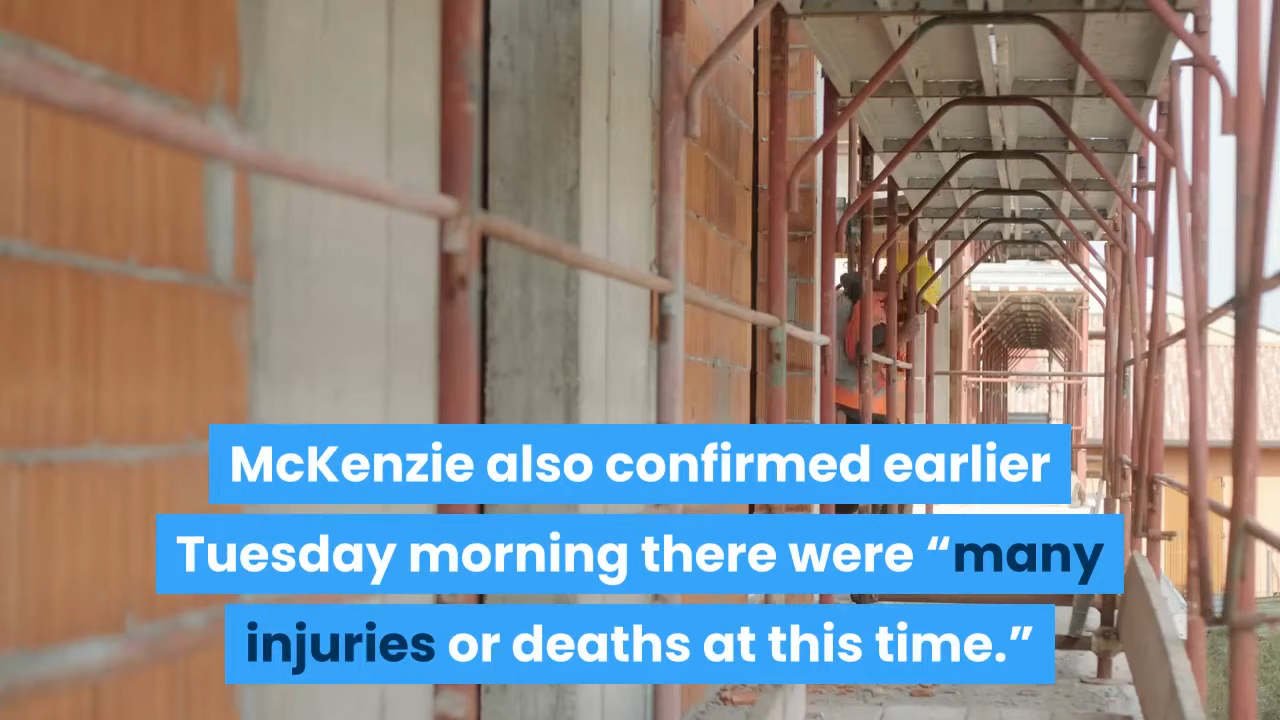 McKenzie also confirmed earlier
Tuesday morning there were “many
injuries or deaths at this time.”